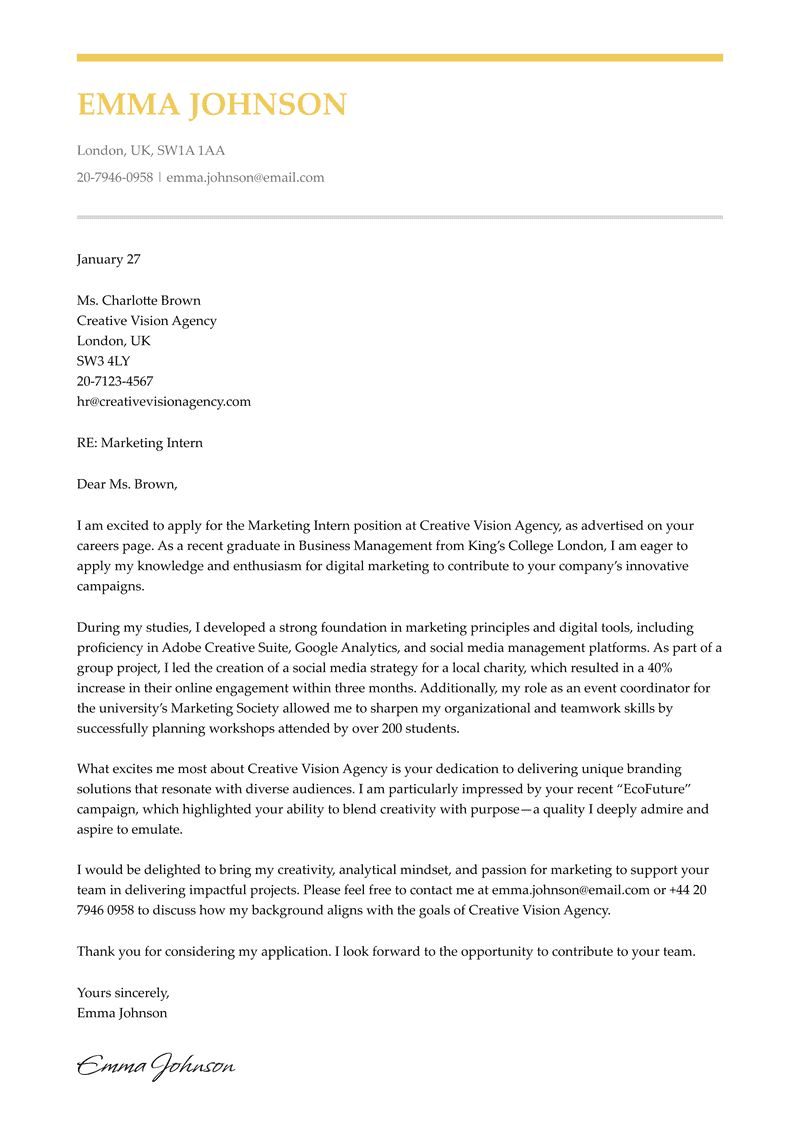 EMMA JOHNSON
London, UK, SW1A 1AA
20-7946-0958 | emma.johnson@email.com
January 27
Ms. Charlotte Brown
Creative Vision Agency
London, UK
SW3 4LY
20-7123-4567
hr@creativevisionagency.com
RE: Marketing Intern
Dear Ms. Brown,
I am excited to apply for the Marketing Intern position at Creative Vision Agency, as advertised on your
careers page. As a recent graduate in Business Management from King’s College London, I am eager to
apply my knowledge and enthusiasm for digital marketing to contribute to your company’s innovative
campaigns.
During my studies, I developed a strong foundation in marketing principles and digital tools, including
proficiency in Adobe Creative Suite, Google Analytics, and social media management platforms. As part of a
group project, I led the creation of a social media strategy for a local charity, which resulted in a 40%
increase in their online engagement within three months. Additionally, my role as an event coordinator for
the university’s Marketing Society allowed me to sharpen my organizational and teamwork skills by
successfully planning workshops attended by over 200 students.
What excites me most about Creative Vision Agency is your dedication to delivering unique branding
solutions that resonate with diverse audiences. I am particularly impressed by your recent “EcoFuture”
campaign, which highlighted your ability to blend creativity with purpose—a quality I deeply admire and
aspire to emulate.
I would be delighted to bring my creativity, analytical mindset, and passion for marketing to support your
team in delivering impactful projects. Please feel free to contact me at emma.johnson@email.com or +44 20
7946 0958 to discuss how my background aligns with the goals of Creative Vision Agency.
Thank you for considering my application. I look forward to the opportunity to contribute to your team.
Yours sincerely,
Emma Johnson
Emma Johnson